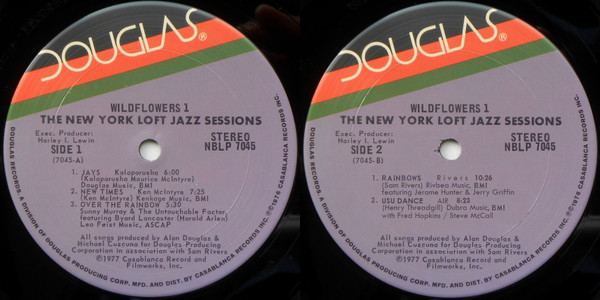 DOUGLAS®
WILDFLOWERS 1
THE NEW YORK LOFT JAZZ SESSIONS
Exec. Producer:
Harley I. Lewin
STEREO
SIDE 1
NBLP 7045
(7045-A)
1. JAYS Kalaparusha 6:00
(Kalaparusha Maurice McIntyre)
Douglas Music, BMI
2. NEW TIMES Ken McIntyre 7:25
(Ken McIntyre) Kenkage Music, BMI
3. OVER THE RAINBOW 5:30
Sunny Murray & The Untouchable Factor
featuring Byard Lancaster (Harold Arlen)
Leo Feist Music, ASCAP
All songs produced by Alan Douglas &
Michael Cuscuna for Douglas Producing
Corporation in association with Sam Rivers
©1977 Casablanca Record and
Filmworks, Inc.
DOUGLAS RECORDS, A DIVISION OF DOUGLAS PRODUCING CORP. MFD. AND DIST. BY CASABLANCA RECORDS INC. Ⓟ©1976 CASABLANCA RECORDS INC.
DOUGLAS®
WILDFLOWERS 1
THE NEW YORK LOFT JAZZ SESSIONS
Exec. Producer:
Harley I. Lewin
STEREO
SIDE 2
NBLP 7045
(7045-B)
1. RAINBOWS Rivers 10:26
(Sam Rivers) Rivbea Music, BMI
featuring Jerome Hunter & Jerry Griffin
2. USU DANCE AIR 8:23
(Henry Threadgill) Dubra Music, BMI
with Fred Hopkins / Steve McCall
All songs produced by Alan Douglas &
Michael Cuscuna for Douglas Producing
Corporation in association with Sam Rivers
©1977 Casablanca Record and
Filmworks, Inc.
DOUGLAS RECORDS, A DIVISION OF DOUGLAS PRODUCING CORP. MFD. AND DIST. BY CASABLANCA RECORDS INC. Ⓟ©1976 CASABLANCA RECORDS INC.